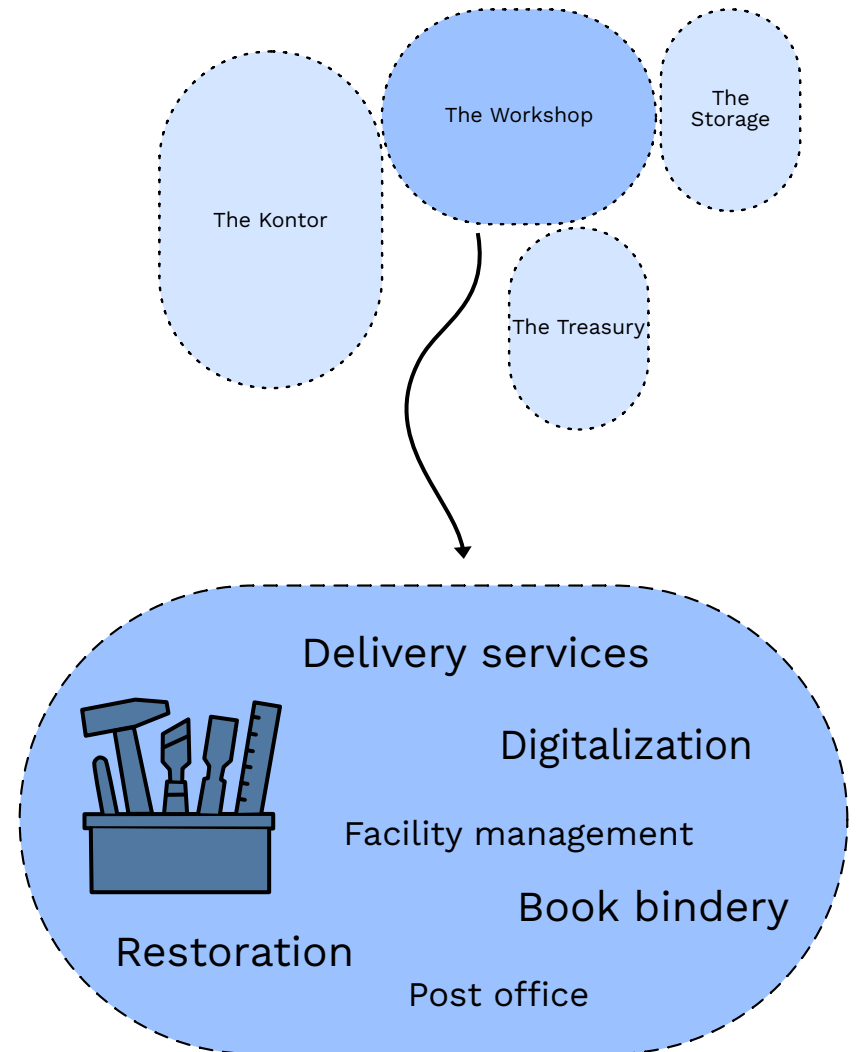 The Workshop
The
Storage
The Kontor
The Treasury
Delivery services
Digitalization
Facility management
Book bindery
Restoration
Post office